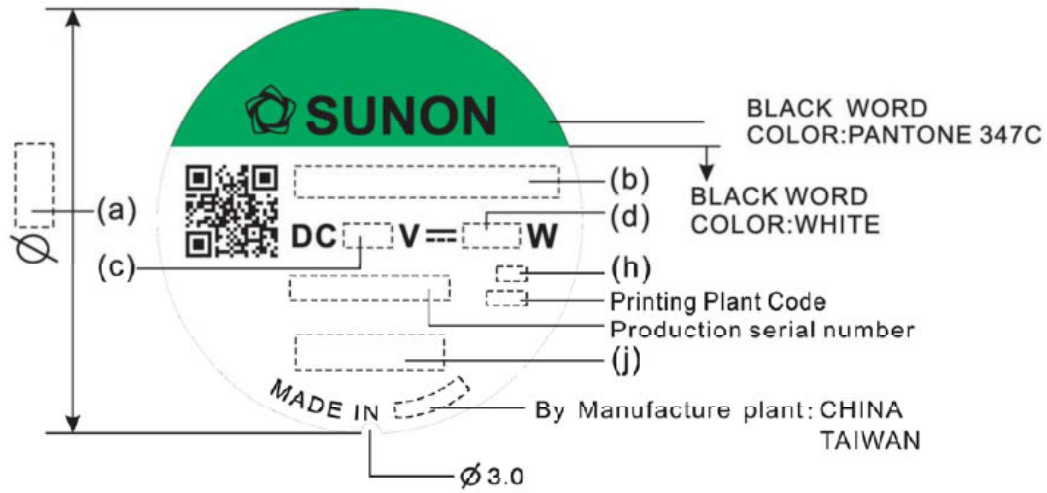 SUNON
BLACK WORD
COLOR:PANTONE 347C
(b)
BLACK WORD
COLOR:WHITE
(a)
Ø
(d)
DC V W
(c)
(h)
Printing Plant Code
Production serial number
(j)
MADE IN
By Manufacture plant: CHINA
TAIWAN
Ø 3.0